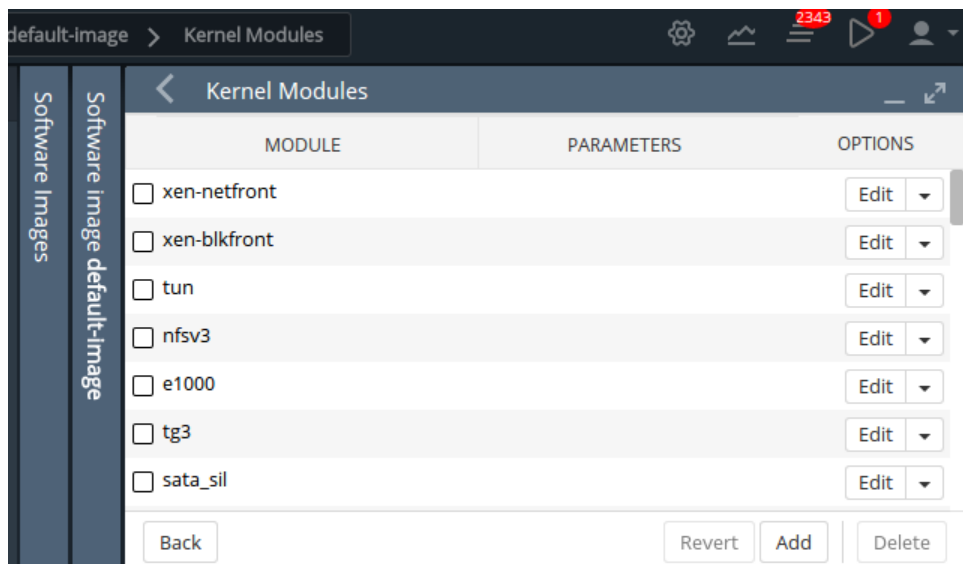 default-image > Kernel Modules
2343
1
Software Images
Software image default-image
Kernel Modules
MODULE PARAMETERS OPTIONS
xen-netfront Edit
xen-blkfront Edit
tun Edit
nfsv3 Edit
e1000 Edit
tg3 Edit
sata_sil Edit
Back Revert Add Delete